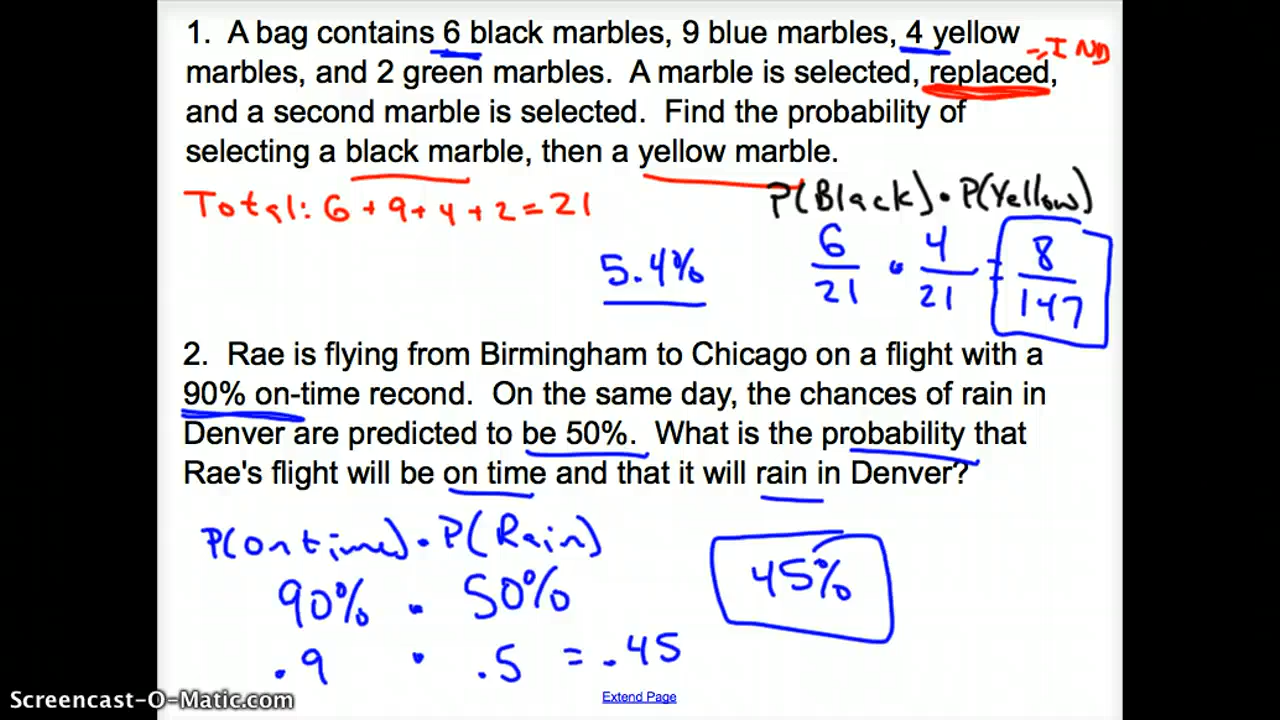 1. A bag contains 6 black marbles, 9 blue marbles, 4 yellow
marbles, and 2 green marbles. A marble is selected, replaced,
and a second marble is selected. Find the probability of
selecting a black marble, then a yellow marble.
IND
Total: 6 + 9 + 4 + 2 = 21
P(Black) • P(Yellow)
5.4%
6/21 • 4/21 = 8/147
2. Rae is flying from Birmingham to Chicago on a flight with a
90% on-time recond. On the same day, the chances of rain in
Denver are predicted to be 50%. What is the probability that
Rae's flight will be on time and that it will rain in Denver?
P(on time) • P(Rain)
90% • 50%
45%
.9 • .5 = .45
Extend Page
Screencast-O-Matic.com